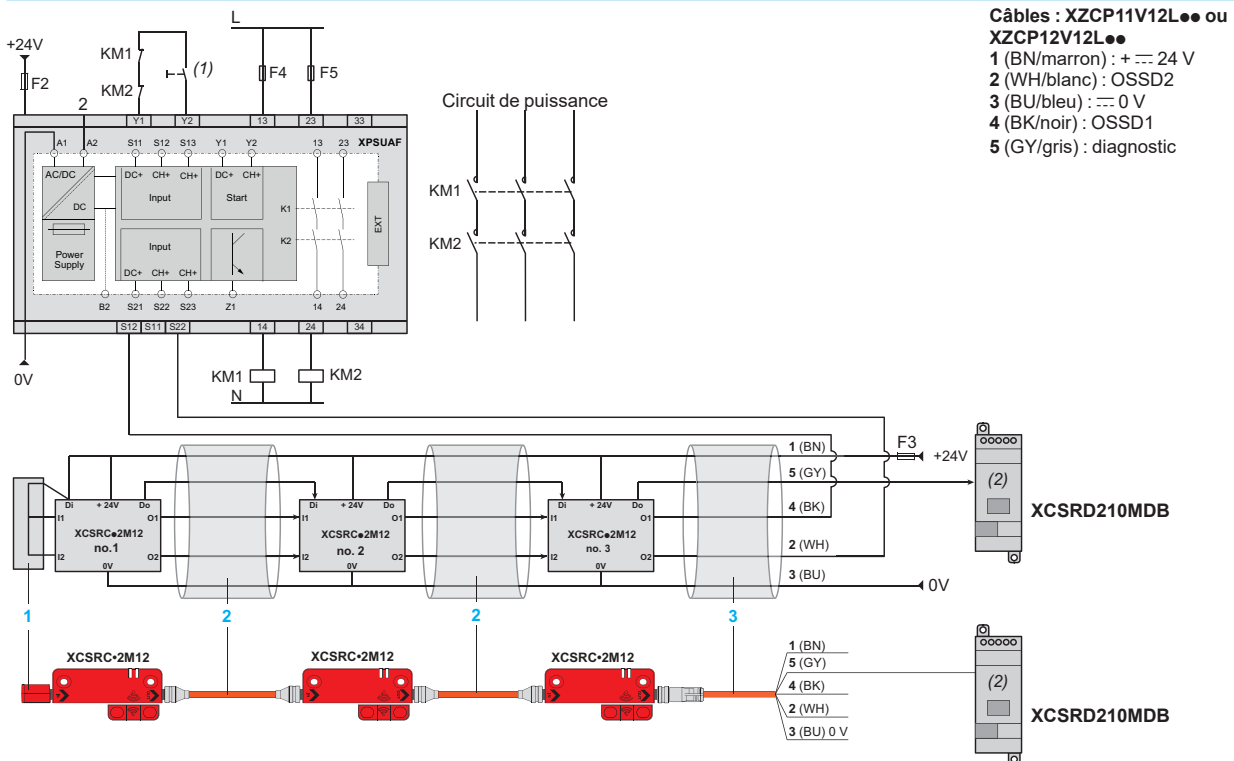 Câbles : XZCP11V12L●● ou
XZCP12V12L●●
1 (BN/marron) : + ⎓ 24 V
2 (WH/blanc) : OSSD2
3 (BU/bleu) : ⎓ 0 V
4 (BK/noir) : OSSD1
5 (GY/gris) : diagnostic
L
+24V
KM1
(1)
F2
F4
F5
KM2
2
Circuit de puissance
Y1 Y2 13 23 33
A1 A2 S11 S12 S13 Y1 Y2 13 23 XPSUAF
AC/DC
DC+ CH+ CH+ DC+ CH+
Input
Start
DC
K1
KM1
EXT
K2
KM2
Input
Power
Supply
DC+ CH+ CH+
B2 S21 S22 S23 Z1 14 24
S12 S11 S22 14 24 34
0V
KM1
KM2
N
1 (BN)
F3
+24V
5 (GY)
(2)
4 (BK)
XCSRD210MDB
2 (WH)
3 (BU)
0V
Di + 24V Do
I1 O1
XCSRC●2M12
no.1
I2 O2
0V
Di + 24V Do
I1 O1
XCSRC●2M12
no. 2
I2 O2
0V
Di + 24V Do
I1 O1
XCSRC●2M12
no. 3
I2 O2
0V
1
2
2
3
XCSRC•2M12
XCSRC•2M12
XCSRC•2M12
1 (BN)
5 (GY)
4 (BK)
2 (WH)
3 (BU) 0 V
(2)
XCSRD210MDB